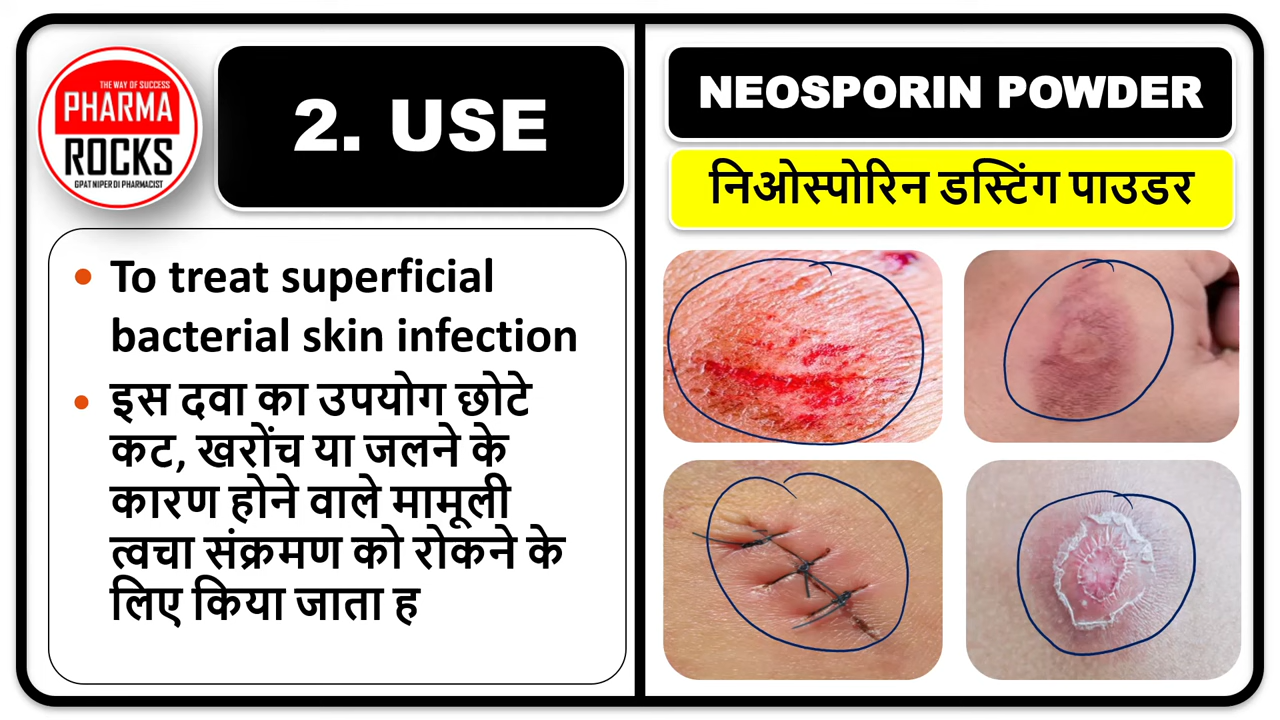 THE WAY OF SUCCESS
PHARMA
ROCKS
GPAT NIPER DI PHARMACIST
2. USE
• To treat superficial
bacterial skin infection
• इस दवा का उपयोग छोटे
कट, खरोंच या जलने के
कारण होने वाले मामूली
त्वचा संक्रमण को रोकने के
लिए किया जाता ह
NEOSPORIN POWDER
निओस्पोरिन डस्टिंग पाउडर